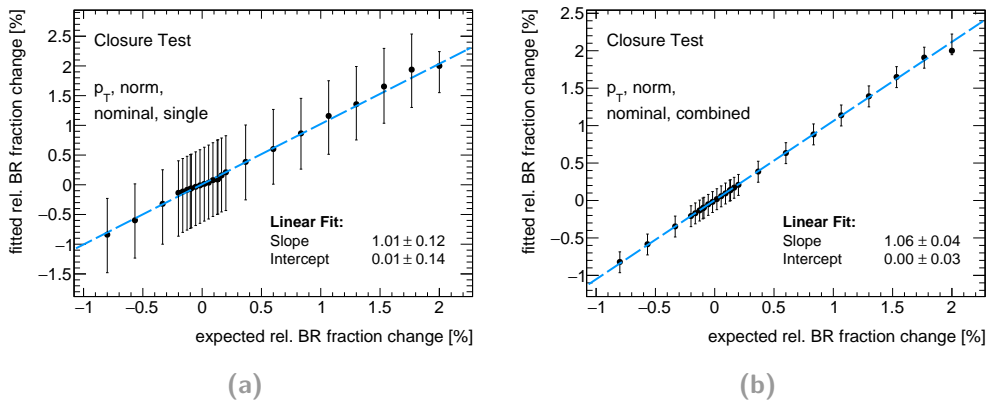 fitted rel. BR fraction change [%]
2.5
2
1.5
1
0.5
0
−0.5
−1
−1.5
Closure Test
p_T, norm,
nominal, single
Linear Fit:
Slope 1.01 ± 0.12
Intercept 0.01 ± 0.14
−1 −0.5 0 0.5 1 1.5 2
expected rel. BR fraction change [%]
(a)
fitted rel. BR fraction change [%]
2.5
2
1.5
1
0.5
0
−0.5
−1
Closure Test
p_T, norm,
nominal, combined
Linear Fit:
Slope 1.06 ± 0.04
Intercept 0.00 ± 0.03
−1 −0.5 0 0.5 1 1.5 2
expected rel. BR fraction change [%]
(b)